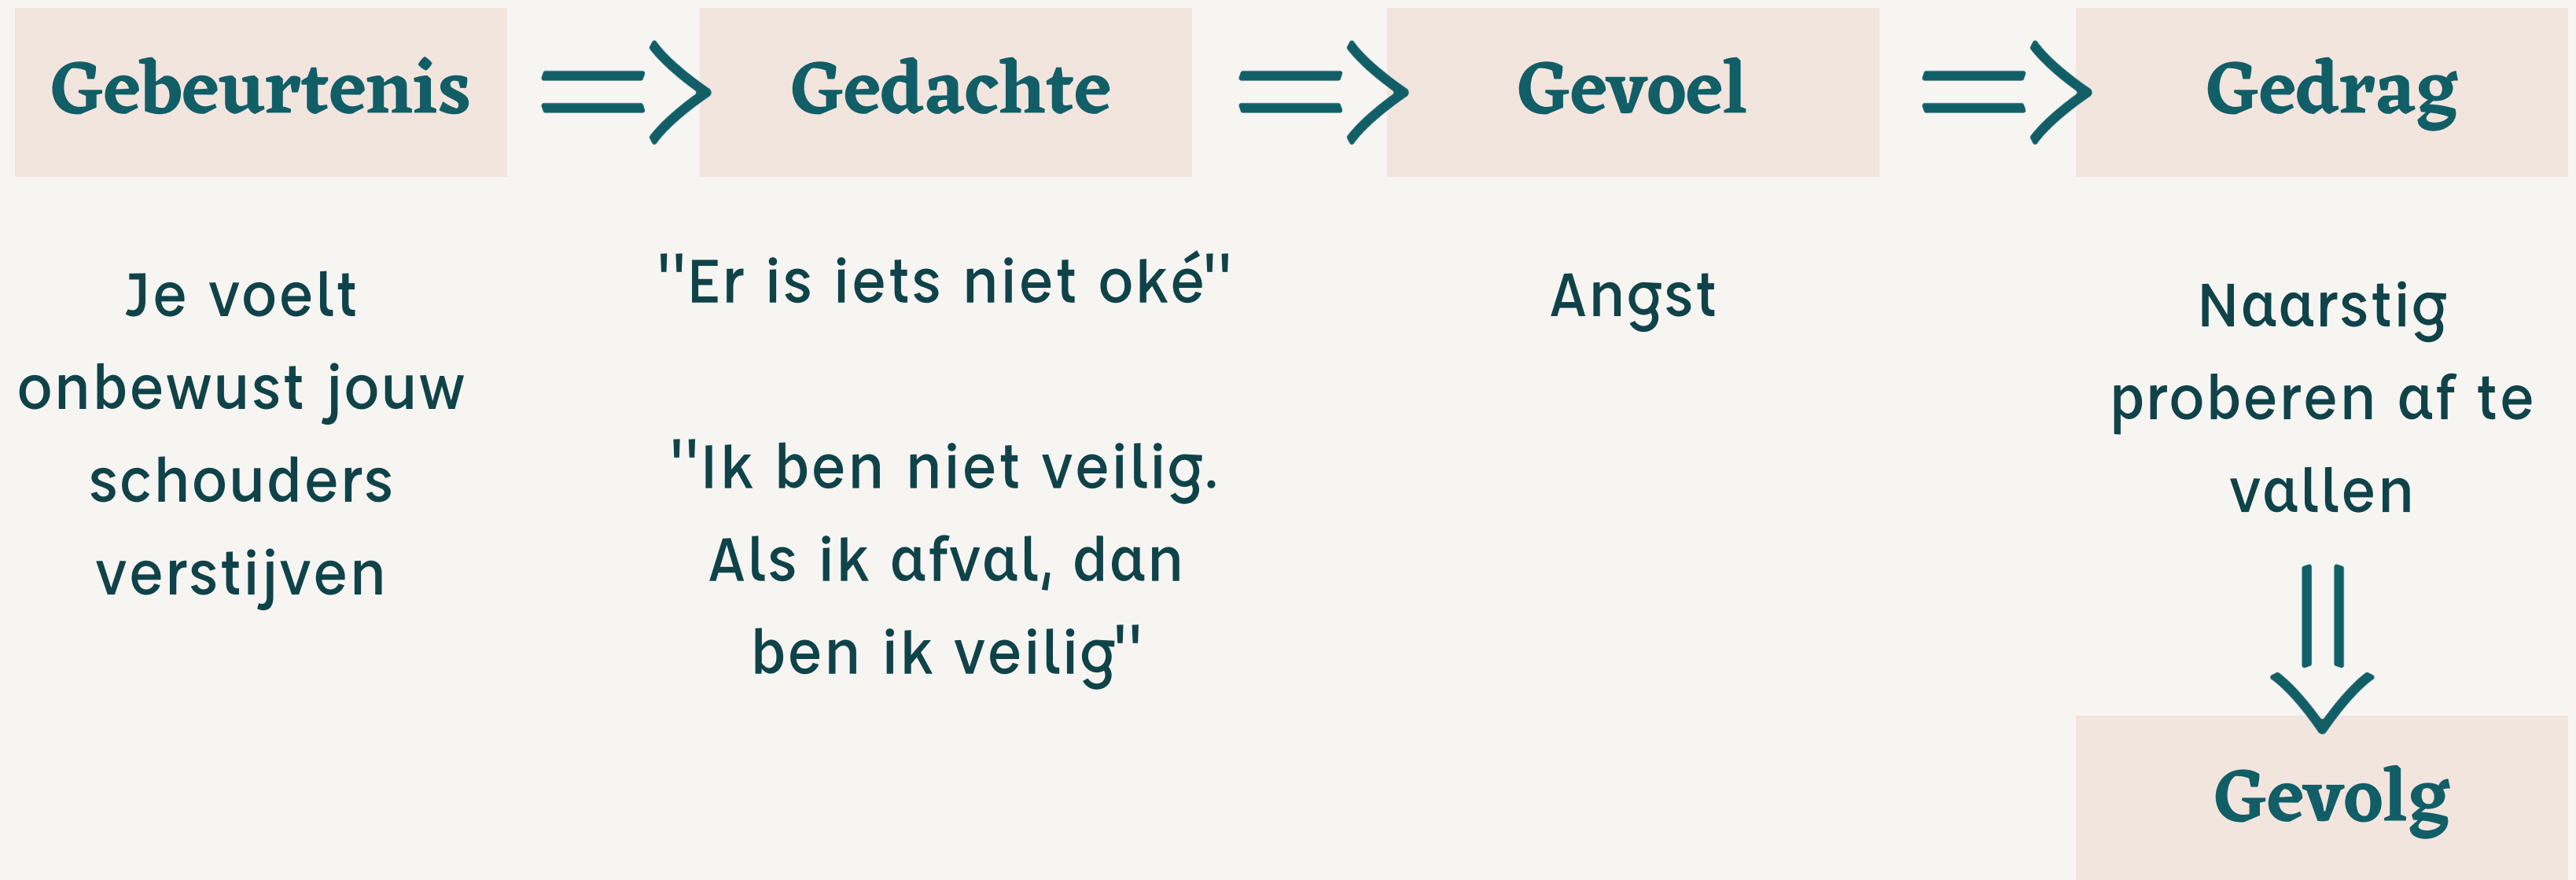 Gebeurtenis
Gedachte
Gevoel
Gedrag
Je voelt
onbewust jouw
schouders
verstijven
"Er is iets niet oké"
"Ik ben niet veilig.
Als ik afval, dan
ben ik veilig"
Angst
Naarstig
proberen af te
vallen
Gevolg